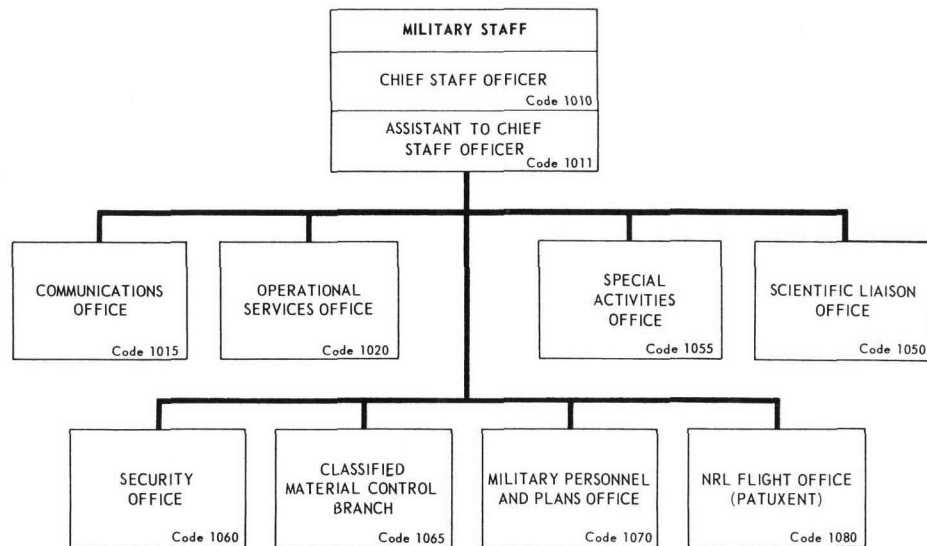 MILITARY STAFF
CHIEF STAFF OFFICER
Code 1010
ASSISTANT TO CHIEF
STAFF OFFICER
Code 1011
COMMUNICATIONS
OFFICE
Code 1015
OPERATIONAL
SERVICES OFFICE
Code 1020
SPECIAL
ACTIVITIES
OFFICE
Code 1055
SCIENTIFIC LIAISON
OFFICE
Code 1050
SECURITY
OFFICE
Code 1060
CLASSIFIED
MATERIAL CONTROL
BRANCH
Code 1065
MILITARY PERSONNEL
AND PLANS OFFICE
Code 1070
NRL FLIGHT OFFICE
(PATUXENT)
Code 1080